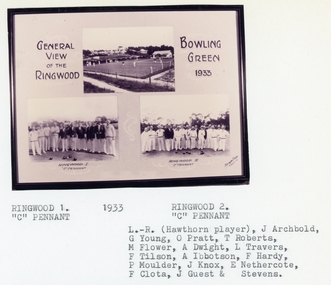 GENERAL
VIEW
OF THE
RINGWOOD
BOWLING
GREEN
1933
RINGWOOD 1.
"C" PENNANT
1933
RINGWOOD 2.
"C" PENNANT
L.-R. (Hawthorn player), J Archbold,
G Young, O Pratt, T Roberts,
M Flower, A Dwight, L Travers,
F Tilson, A Ibbotson, F Hardy,
P Moulder, J Knox, E Nethercote,
F Clota, J Guest & Stevens.